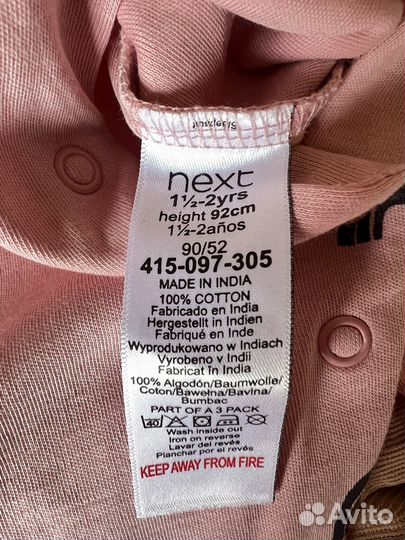 next
1½-2yrs
height 92cm
1½-2años
90/52
415-097-305
MADE IN INDIA
100% COTTON
Fabricado en India
Hergestellt in Indien
Fabriqué en Inde
Wyprodukowano w Indiach
Vyrobeno v Indii
Fabricat în India
100% Algodón/Baumwolle/
Coton/Bawełna/Bavlna/
Bumbac
PART OF A 3 PACK
40
Wash inside out
Iron on reverse
Lavar del revés
Planchar por el revés
KEEP AWAY FROM FIRE
Avito